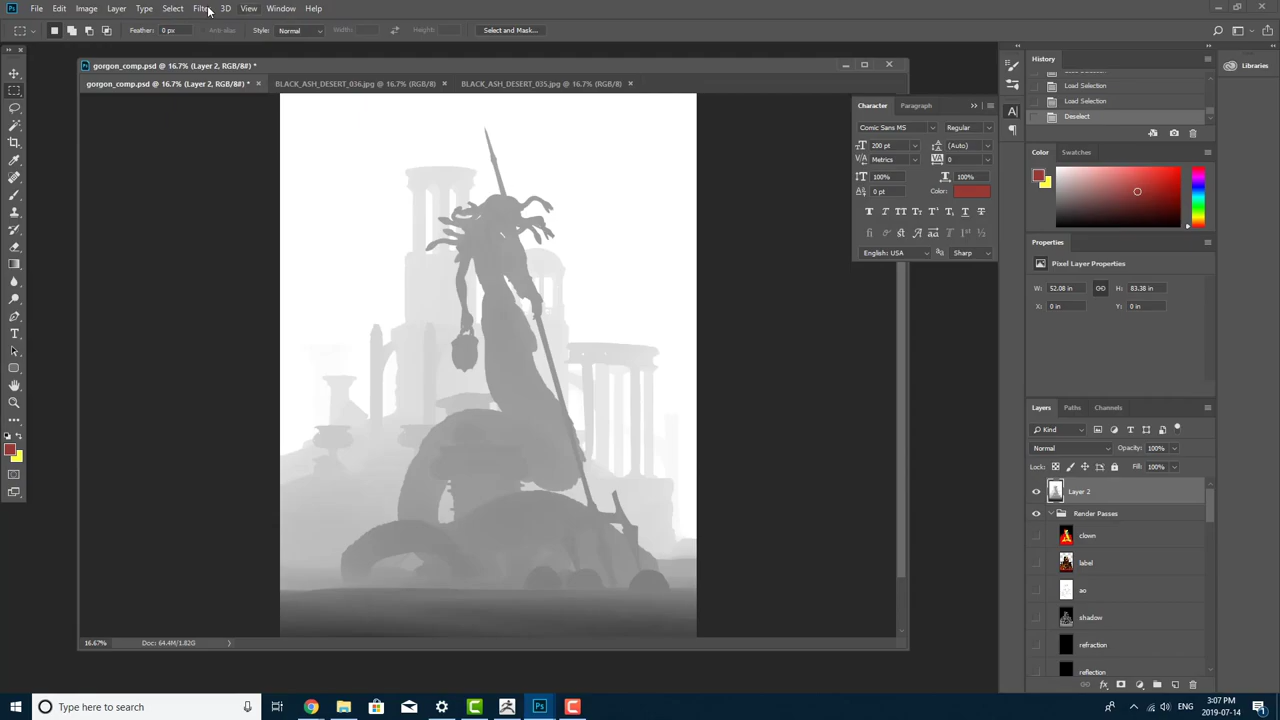 Ps File Edit Image Layer Type Select Filter 3D View Window Help
Feather: 0 px Anti-alias Style: Normal Width: Height: Select and Mask...
gorgon_comp.psd @ 16.7% (Layer 2, RGB/8#) *
gorgon_comp.psd @ 16.7% (Layer 2, RGB/8#) * BLACK_ASH_DESERT_036.jpg @ 16.7% (RGB/8) BLACK_ASH_DESERT_035.jpg @ 16.7% (RGB/8)
Character Paragraph
Comic Sans MS Regular
200 pt (Auto)
Metrics 0
100% 100%
0 pt Color:
English: USA Sharp
History
Load Selection
Load Selection
Deselect
Libraries
Color Swatches
Properties
Pixel Layer Properties
W: 52.08 in H: 83.38 in
X: 0 in Y: 0 in
Layers Paths Channels
Kind
Normal Opacity: 100%
Lock: Fill: 100%
Layer 2
Render Passes
clown
label
ao
shadow
refraction
reflection
16.67% Doc: 64.4M/1.82G
Type here to search
Ps
ENG
3:07 PM
2019-07-14